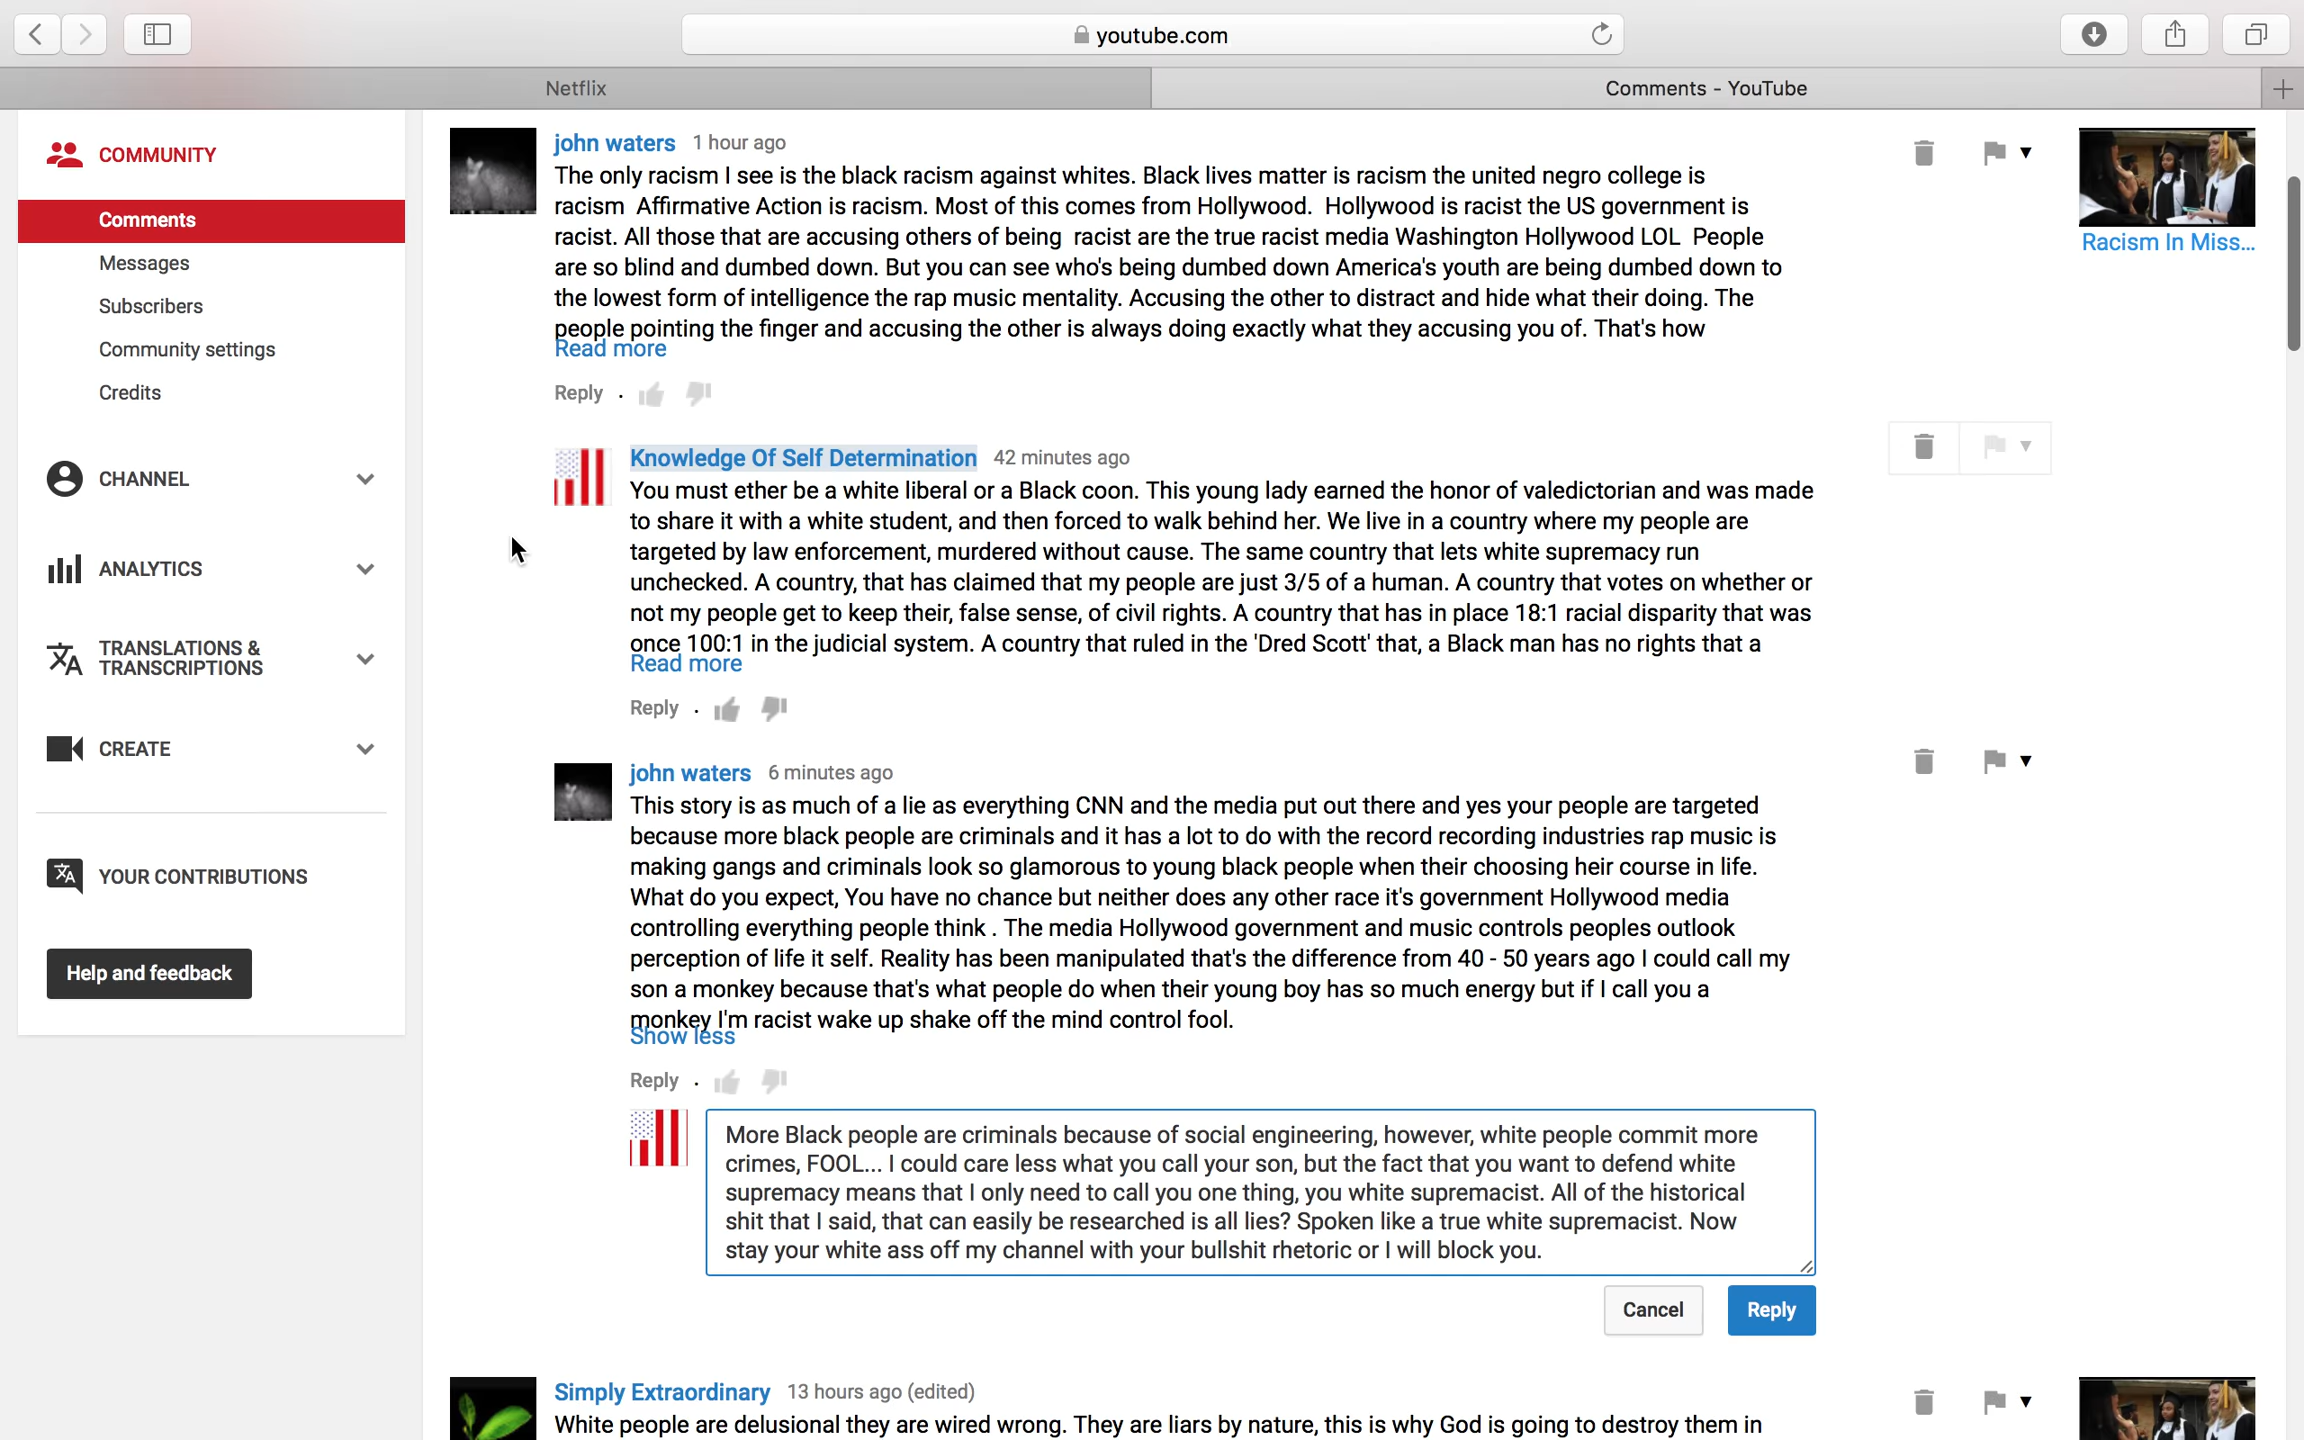 youtube.com
Netflix
Comments - YouTube
COMMUNITY
Comments
Messages
Subscribers
Community settings
Credits
CHANNEL
ANALYTICS
TRANSLATIONS &
TRANSCRIPTIONS
CREATE
YOUR CONTRIBUTIONS
Help and feedback
john waters 1 hour ago
The only racism I see is the black racism against whites. Black lives matter is racism the united negro college is
racism Affirmative Action is racism. Most of this comes from Hollywood. Hollywood is racist the US government is
racist. All those that are accusing others of being racist are the true racist media Washington Hollywood LOL People
are so blind and dumbed down. But you can see who's being dumbed down America's youth are being dumbed down to
the lowest form of intelligence the rap music mentality. Accusing the other to distract and hide what their doing. The
people pointing the finger and accusing the other is always doing exactly what they accusing you of. That's how
Read more
Reply .
Racism In Miss...
Knowledge Of Self Determination 42 minutes ago
You must ether be a white liberal or a Black coon. This young lady earned the honor of valedictorian and was made
to share it with a white student, and then forced to walk behind her. We live in a country where my people are
targeted by law enforcement, murdered without cause. The same country that lets white supremacy run
unchecked. A country, that has claimed that my people are just 3/5 of a human. A country that votes on whether or
not my people get to keep their, false sense, of civil rights. A country that has in place 18:1 racial disparity that was
once 100:1 in the judicial system. A country that ruled in the 'Dred Scott' that, a Black man has no rights that a
Read more
Reply .
john waters 6 minutes ago
This story is as much of a lie as everything CNN and the media put out there and yes your people are targeted
because more black people are criminals and it has a lot to do with the record recording industries rap music is
making gangs and criminals look so glamorous to young black people when their choosing heir course in life.
What do you expect, You have no chance but neither does any other race it's government Hollywood media
controlling everything people think . The media Hollywood government and music controls peoples outlook
perception of life it self. Reality has been manipulated that's the difference from 40 - 50 years ago I could call my
son a monkey because that's what people do when their young boy has so much energy but if I call you a
monkey I'm racist wake up shake off the mind control fool.
Show less
Reply .
More Black people are criminals because of social engineering, however, white people commit more
crimes, FOOL... I could care less what you call your son, but the fact that you want to defend white
supremacy means that I only need to call you one thing, you white supremacist. All of the historical
shit that I said, that can easily be researched is all lies? Spoken like a true white supremacist. Now
stay your white ass off my channel with your bullshit rhetoric or I will block you.
Cancel
Reply
Simply Extraordinary 13 hours ago (edited)
White people are delusional they are wired wrong. They are liars by nature, this is why God is going to destroy them in